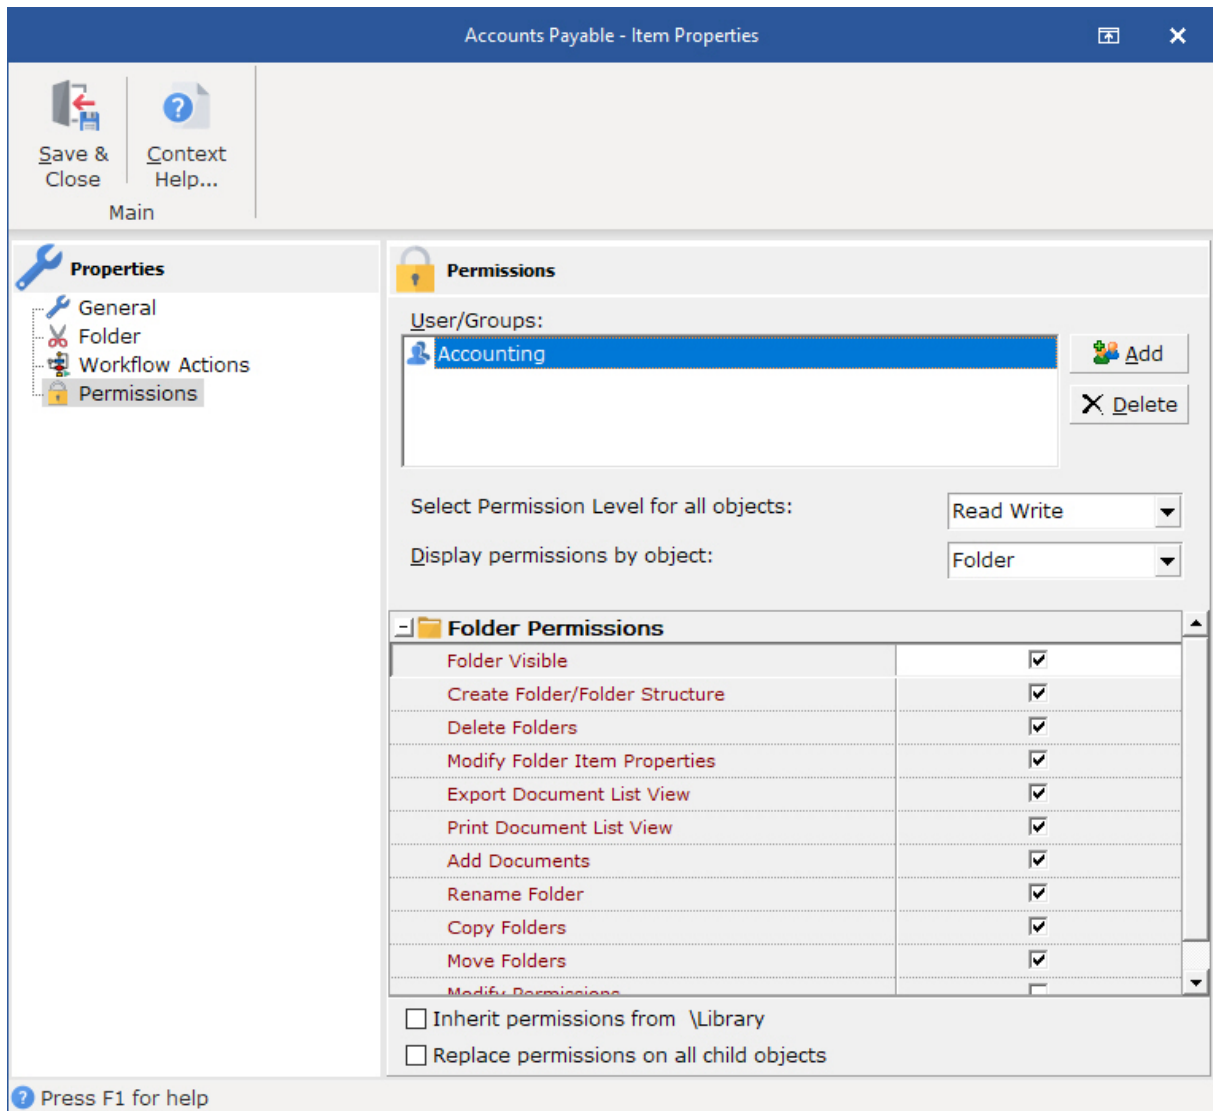 Accounts Payable - Item Properties
Save & Close
Context Help...
Main
Properties
General
Folder
Workflow Actions
Permissions
Permissions
User/Groups:
Accounting
Add
Delete
Select Permission Level for all objects:
Read Write
Display permissions by object:
Folder
Folder Permissions
Folder Visible
Create Folder/Folder Structure
Delete Folders
Modify Folder Item Properties
Export Document List View
Print Document List View
Add Documents
Rename Folder
Copy Folders
Move Folders
Modify Permissions
Inherit permissions from \Library
Replace permissions on all child objects
Press F1 for help